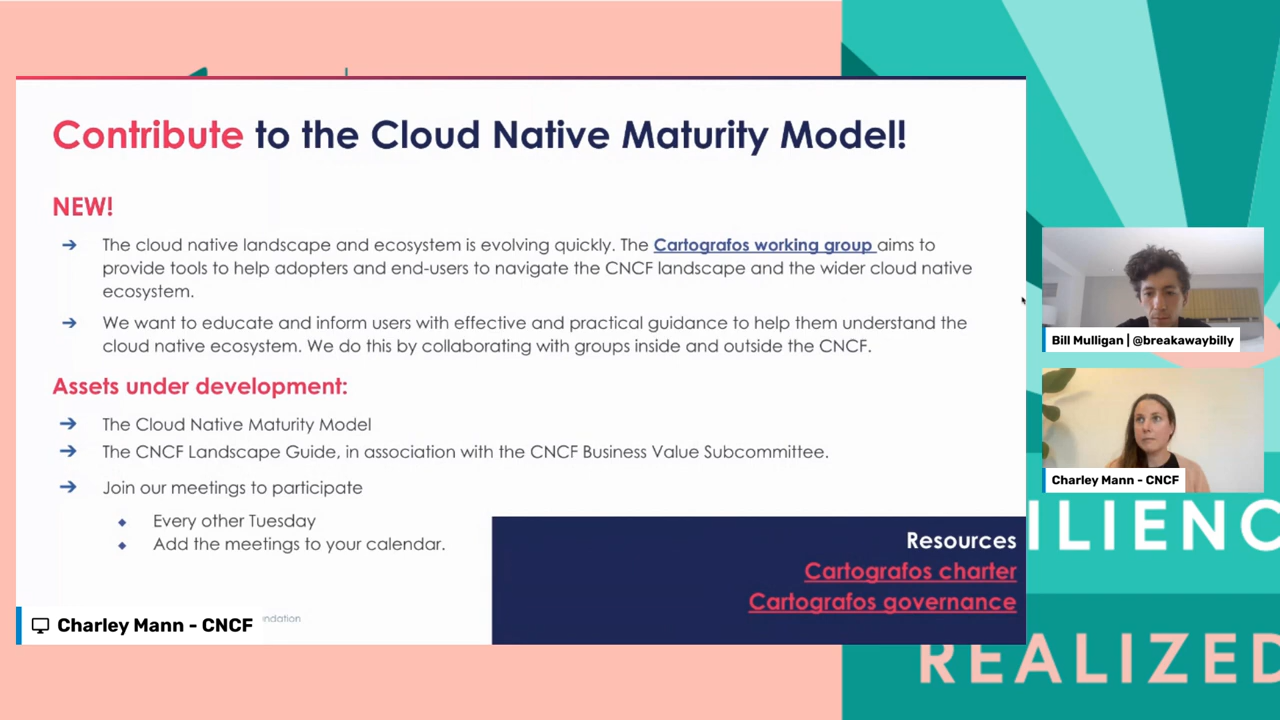 Contribute to the Cloud Native Maturity Model!
NEW!
The cloud native landscape and ecosystem is evolving quickly. The Cartografos working group aims to
provide tools to help adopters and end-users to navigate the CNCF landscape and the wider cloud native
ecosystem.
We want to educate and inform users with effective and practical guidance to help them understand the
cloud native ecosystem. We do this by collaborating with groups inside and outside the CNCF.
Assets under development:
The Cloud Native Maturity Model
The CNCF Landscape Guide, in association with the CNCF Business Value Subcommittee.
Join our meetings to participate
Every other Tuesday
Add the meetings to your calendar.
Resources
Cartografos charter
Cartografos governance
ndation
Charley Mann - CNCF
Bill Mulligan | @breakawaybilly
Charley Mann - CNCF
ILIENC
REALIZED